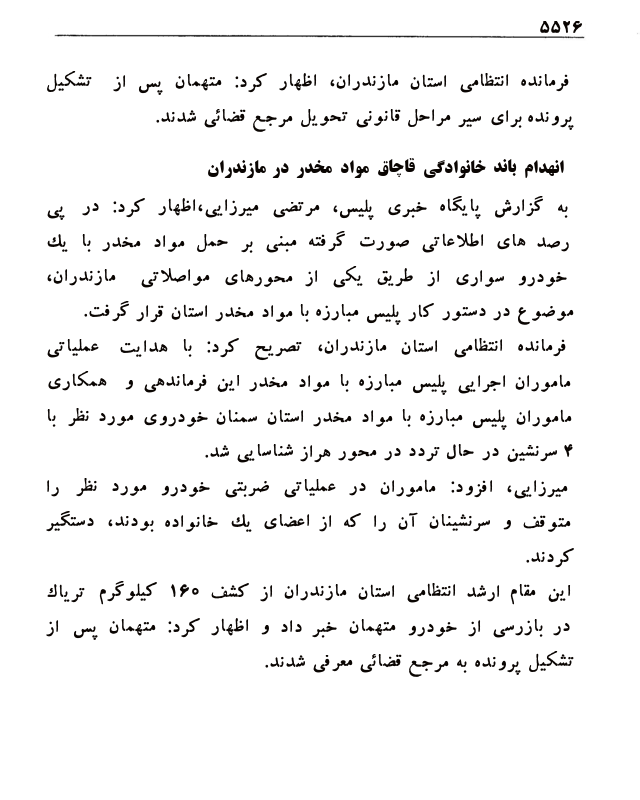 ۵۵۲۶
فرمانده انتظامی استان مازندران، اظهار کرد: متهمان پس از تشکیل
پرونده برای سیر مراحل قانونی تحویل مرجع قضائی شدند.
انهدام باند خانوادگی قاچاق مواد مخدر در مازندران
به گزارش پایگاه خبری پلیس، مرتضی میرزایی،اظهار کرد: در پی
رصد های اطلاعاتی صورت گرفته مبنی بر حمل مواد مخدر با یك
خودرو سواری از طریق یکی از محورهای مواصلاتی مازندران،
موضوع در دستور کار پلیس مبارزه با مواد مخدر استان قرار گرفت.
فرمانده انتظامی استان مازندران، تصریح کرد: با هدایت عملیاتی
ماموران اجرایی پلیس مبارزه با مواد مخدر این فرماندهی و همکاری
ماموران پلیس مبارزه با مواد مخدر استان سمنان خودروی مورد نظر با
۴ سرنشین در حال تردد در محور هراز شناسایی شد.
میرزایی، افزود: ماموران در عملیاتی ضربتی خودرو مورد نظر را
متوقف و سرنشینان آن را که از اعضای یك خانواده بودند، دستگیر
کردند.
این مقام ارشد انتظامی استان مازندران از کشف ۱۶۰ کیلوگرم تریاك
در بازرسی از خودرو متهمان خبر داد و اظهار کرد: متهمان پس از
تشکیل پرونده به مرجع قضائی معرفی شدند.